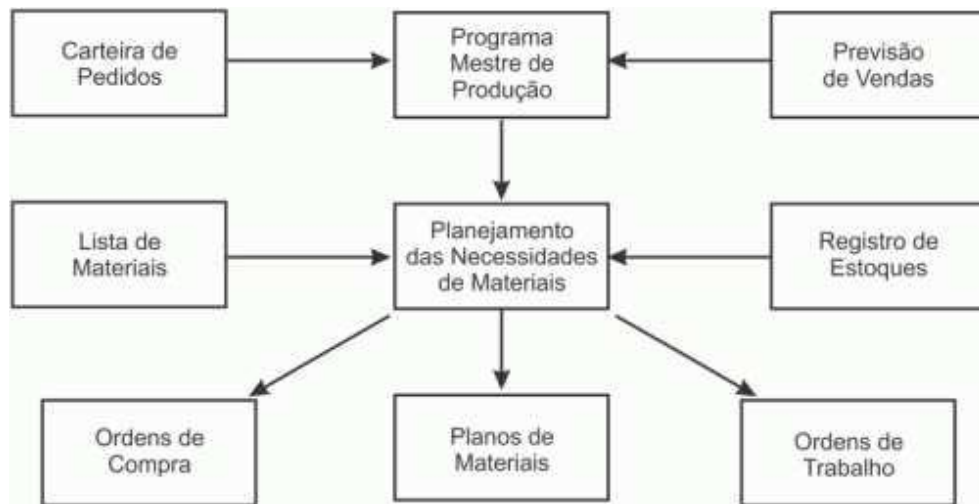 Carteira de
Pedidos
Programa
Mestre de
Produção
Previsão
de Vendas
Lista de
Materiais
Planejamento
das Necessidades
de Materiais
Registro de
Estoques
Ordens de
Compra
Planos de
Materiais
Ordens de
Trabalho